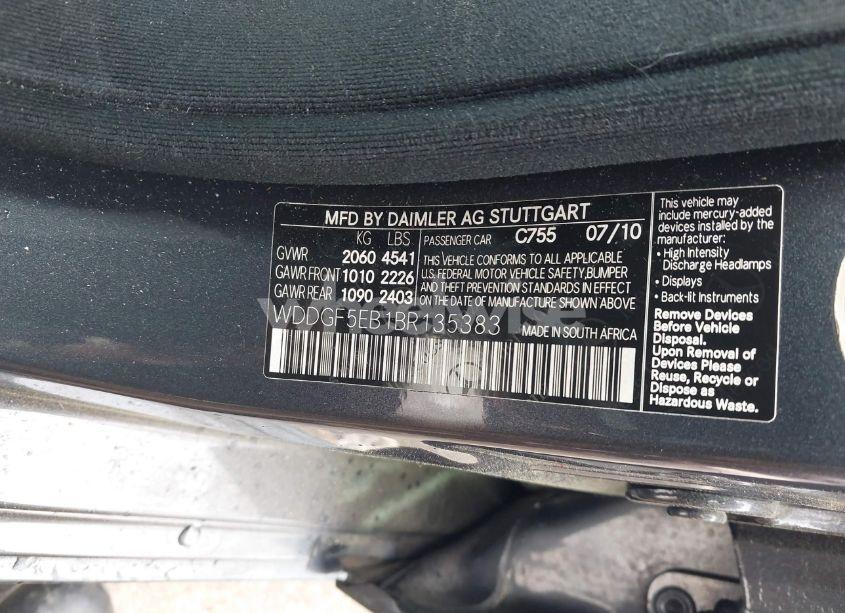 MFD BY DAIMLER AG STUTTGART
KG LBS
GVWR 2060 4541
GAWR FRONT 1010 2226
GAWR REAR 1090 2403
PASSENGER CAR C755 07/10
THIS VEHICLE CONFORMS TO ALL APPLICABLE
U.S. FEDERAL MOTOR VEHICLE SAFETY, BUMPER
AND THEFT PREVENTION STANDARDS IN EFFECT
ON THE DATE OF MANUFACTURE SHOWN ABOVE
WDDGF5EB1BR135383
MADE IN SOUTH AFRICA
This vehicle may
include mercury-added
devices installed by the
manufacturer:
• High Intensity
Discharge Headlamps
• Displays
• Back-lit Instruments
Remove Devices
Before Vehicle
Disposal.
Upon Removal of
Devices Please
Reuse, Recycle or
Dispose as
Hazardous Waste.
wheelwise